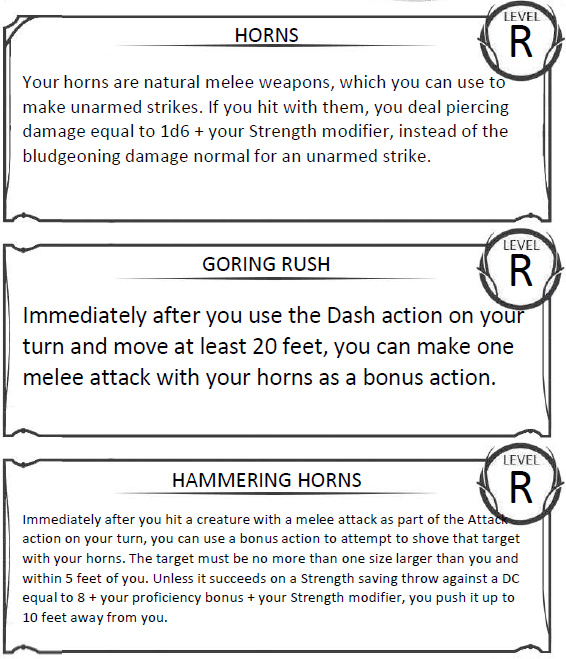 LEVEL
R
HORNS
Your horns are natural melee weapons, which you can use to
make unarmed strikes. If you hit with them, you deal piercing
damage equal to 1d6 + your Strength modifier, instead of the
bludgeoning damage normal for an unarmed strike.
LEVEL
R
GORING RUSH
Immediately after you use the Dash action on your
turn and move at least 20 feet, you can make one
melee attack with your horns as a bonus action.
LEVEL
R
HAMMERING HORNS
Immediately after you hit a creature with a melee attack as part of the Attack
action on your turn, you can use a bonus action to attempt to shove that target
with your horns. The target must be no more than one size larger than you and
within 5 feet of you. Unless it succeeds on a Strength saving throw against a DC
equal to 8 + your proficiency bonus + your Strength modifier, you push it up to
10 feet away from you.